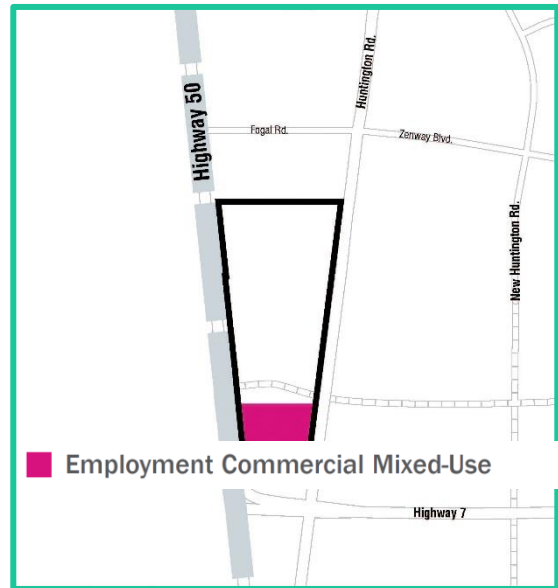 Highway 50
Huntington Rd.
Fogal Rd.
Zenway Blvd.
New Huntington Rd.
Employment Commercial Mixed-Use
Highway 7